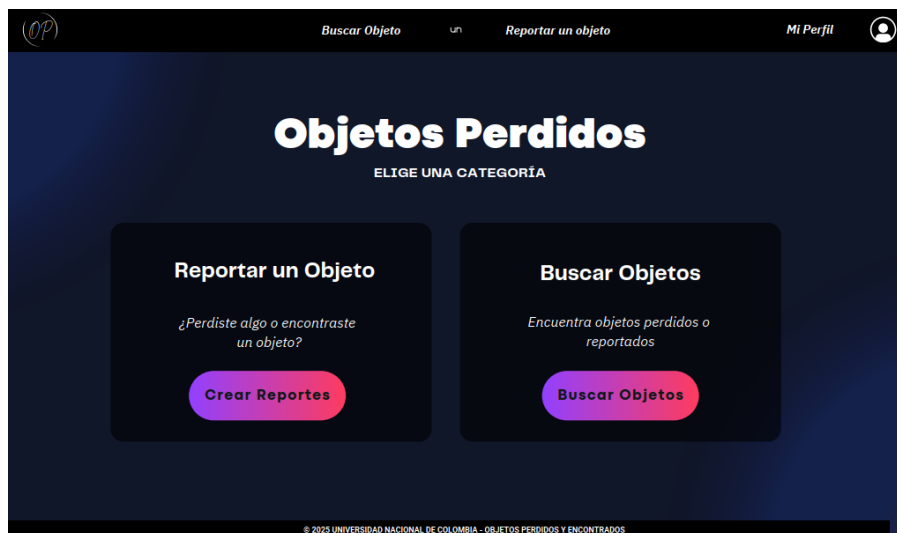 OP
Buscar Objeto un Reportar un objeto Mi Perfil
Objetos Perdidos
ELIGE UNA CATEGORÍA
Reportar un Objeto
¿Perdiste algo o encontraste
un objeto?
Crear Reportes
Buscar Objetos
Encuentra objetos perdidos o
reportados
Buscar Objetos
© 2025 UNIVERSIDAD NACIONAL DE COLOMBIA - OBJETOS PERDIDOS Y ENCONTRADOS